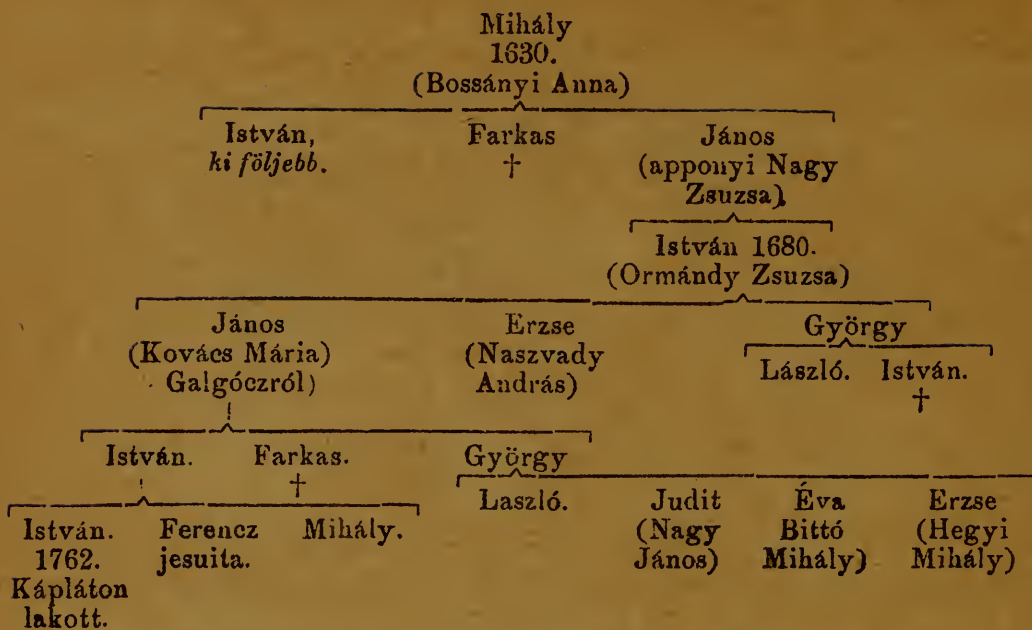 Mihály
1630.
(Bossányi Anna)
István, Farkas János
ki följebb. † (apponyi Nagy
Zsuzsa)
István 1680.
(Ormándy Zsuzsa)
János Erzse György
(Kovács Mária) (Naszvady
Galgóczról) András) László. István.
†
István. Farkas. György
†
István. Ferencz Mihály. Laszló. Judit Éva Erzse
1762. jesuita. (Nagy Bittó (Hegyi
Kápláton János) Mihály) Mihály)
lakott.